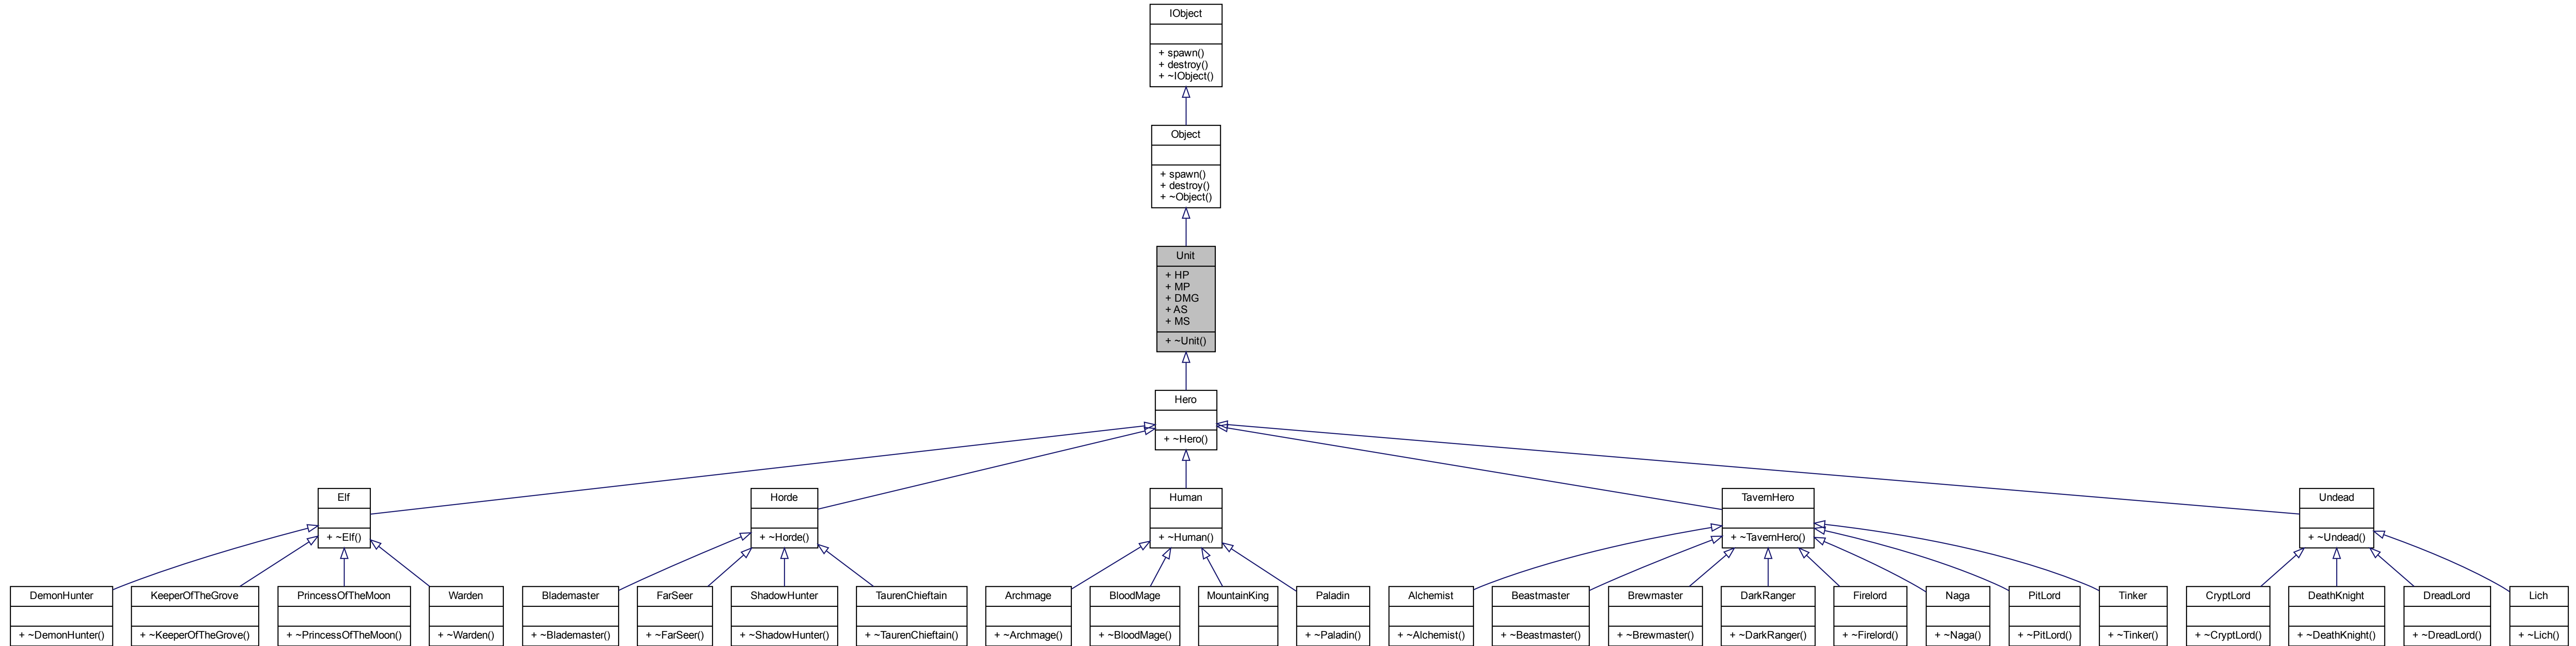 IObject
+ spawn()
+ destroy()
+ ~IObject()
Object
+ spawn()
+ destroy()
+ ~Object()
Unit
+ HP
+ MP
+ DMG
+ AS
+ MS
+ ~Unit()
Hero
+ ~Hero()
Elf
+ ~Elf()
Horde
+ ~Horde()
Human
+ ~Human()
TavernHero
+ ~TavernHero()
Undead
+ ~Undead()
DemonHunter
+ ~DemonHunter()
KeeperOfTheGrove
+ ~KeeperOfTheGrove()
PrincessOfTheMoon
+ ~PrincessOfTheMoon()
Warden
+ ~Warden()
Blademaster
+ ~Blademaster()
FarSeer
+ ~FarSeer()
ShadowHunter
+ ~ShadowHunter()
TaurenChieftain
+ ~TaurenChieftain()
Archmage
+ ~Archmage()
BloodMage
+ ~BloodMage()
MountainKing
Paladin
+ ~Paladin()
Alchemist
+ ~Alchemist()
Beastmaster
+ ~Beastmaster()
Brewmaster
+ ~Brewmaster()
DarkRanger
+ ~DarkRanger()
Firelord
+ ~Firelord()
Naga
+ ~Naga()
PitLord
+ ~PitLord()
Tinker
+ ~Tinker()
CryptLord
+ ~CryptLord()
DeathKnight
+ ~DeathKnight()
DreadLord
+ ~DreadLord()
Lich
+ ~Lich()